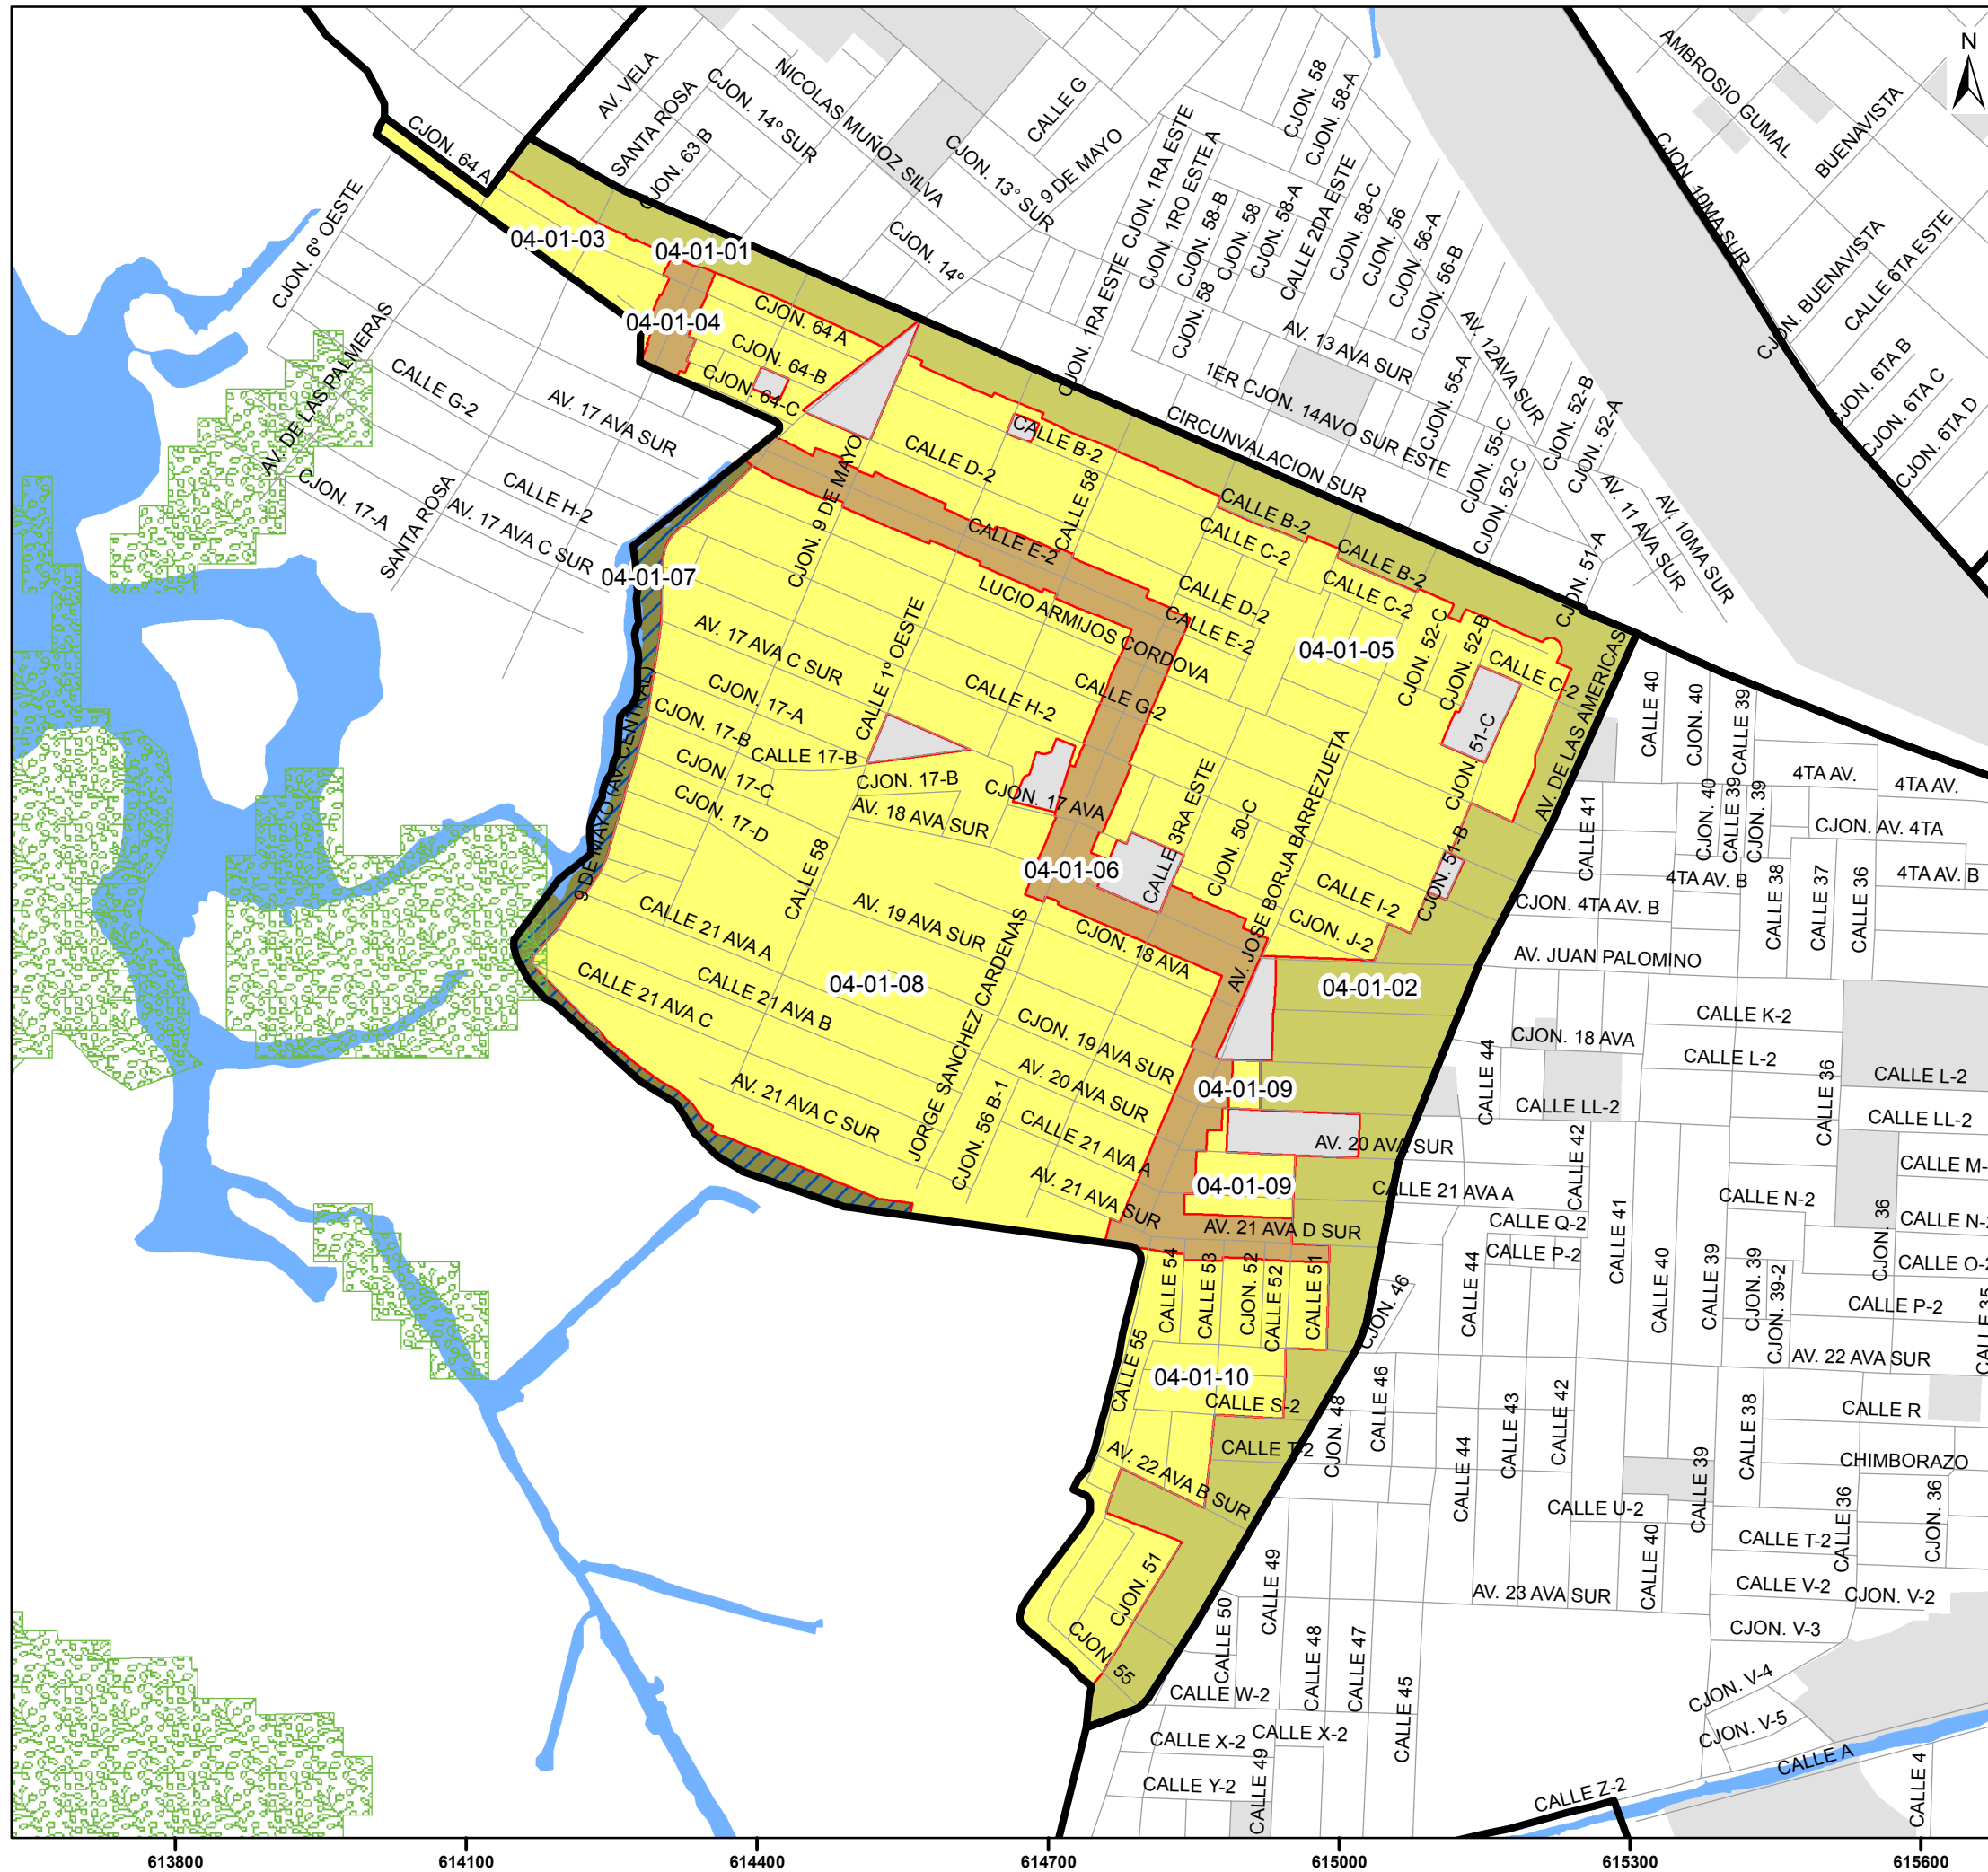 N
AV. VELA
SANTA ROSA
CJON. 14º SUR
CJON. 63 B
NICOLAS MUÑOZ SILVA
CALLE G
CJON. 13° SUR
9 DE MAYO
CJON. 14º
CJON. 58
CJON. 58-A
AMBROSIO GUMAL
BUENAVISTA
CJON. 10MA SUR
CJON. BUENAVISTA
CALLE 6TA ESTE
CJON. 6TA B
CJON. 6TA C
CJON. 6TA D
CJON. 64 A
CJON. 6º OESTE
04-01-03
04-01-01
04-01-04
CJON. 1RA ESTE
CJON. 1RA ESTE
CJON. 1RO ESTE A
CJON. 58-B
CJON. 58
CJON. 58
CJON. 58-A
CALLE 2DA ESTE
CJON. 58-C
CJON. 56
CJON. 56-A
CJON. 56-B
AV. 13 AVA SUR
AV. 12AVA SUR
1ER CJON. 14AVO SUR ESTE
CIRCUNVALACION SUR
CJON. 55-A
CJON. 55-C
CJON. 52-C
CJON. 52-B
CJON. 52-A
AV. 11 AVA SUR
AV. 10MA SUR
CJON. 51-A
CJON. 64 A
CJON. 64-B
CJON. 64-C
AV. DE LAS PALMERAS
CALLE G-2
AV. 17 AVA SUR
CALLE H-2
AV. 17 AVA C SUR
CJON. 17-A
SANTA ROSA
04-01-07
CALLE B-2
CALLE D-2
CALLE 58
CALLE E-2
CJON. 9 DE MAYO
LUCIO ARMIJOS CORDOVA
CALLE B-2
CALLE C-2
CALLE B-2
CALLE C-2
CALLE D-2
CALLE E-2
04-01-05
CJON. 52-C
CJON. 52-B
CALLE C-2
AV. DE LAS AMERICAS
CJON. 51-C
CJON. 51-B
AV. 17 AVA C SUR
CALLE 1º OESTE
CALLE H-2
CALLE G-2
CJON. 17-A
CJON. 17-B
CALLE 17-B
CJON. 17-B
CJON. 17-C
CJON. 17-D
AV. 18 AVA SUR
CJON. 17 AVA
9 DE MAYO (AV. CENTRAL)
CALLE 58
04-01-06
CALLE 3RA ESTE
CJON. 50-C
AV. JOSE BORJA BARREZUETA
CALLE I-2
CJON. J-2
CALLE 21 AVA A
AV. 19 AVA SUR
CJON. 18 AVA
04-01-08
04-01-02
CALLE 21 AVA B
CALLE 21 AVA C
JORGE SANCHEZ CARDENAS
CJON. 19 AVA SUR
AV. 20 AVA SUR
CALLE 21 AVA A
AV. 21 AVA SUR
CJON. 56 B-1
AV. 21 AVA C SUR
04-01-09
AV. 20 AVA SUR
04-01-09
CALLE 21 AVA A
AV. 21 AVA D SUR
CALLE 54
CALLE 53
CJON. 52
CALLE 52
CALLE 51
CALLE 55
04-01-10
CALLE S-2
CALLE T-2
AV. 22 AVA B SUR
CJON. 51
CJON. 55
CALLE 40
CJON. 40
CALLE 39
4TA AV.
4TA AV.
CALLE 41
CJON. 40
CALLE 39
CJON. 39
CJON. AV. 4TA
4TA AV. B
4TA AV. B
CJON. 4TA AV. B
CALLE 38
CALLE 37
CALLE 36
AV. JUAN PALOMINO
CALLE K-2
CJON. 18 AVA
CALLE L-2
CALLE L-2
CALLE 44
CALLE LL-2
CALLE LL-2
CALLE 36
CALLE 42
CALLE M-
CALLE N-2
CALLE N-2
CALLE Q-2
CALLE P-2
CALLE 41
CALLE 40
CALLE 39
CJON. 39
CJON. 39-2
CJON. 36
CALLE O-2
CALLE P-2
CALLE 35
CJON. 46
CALLE 44
AV. 22 AVA SUR
CALLE 46
CJON. 48
CALLE 43
CALLE 42
CALLE 44
CALLE 38
CALLE R
CHIMBORAZO
CALLE 39
CALLE U-2
CALLE 36
CJON. 36
CALLE T-2
CALLE 40
AV. 23 AVA SUR
CALLE V-2
CJON. V-2
CJON. V-3
CALLE 49
CALLE 50
CALLE 48
CALLE 47
CALLE 45
CALLE W-2
CALLE X-2
CALLE X-2
CALLE Y-2
CALLE 49
CJON. V-4
CJON. V-5
CALLE A
CALLE Z-2
CALLE 4
613800
614100
614400
614700
615000
615300
615600